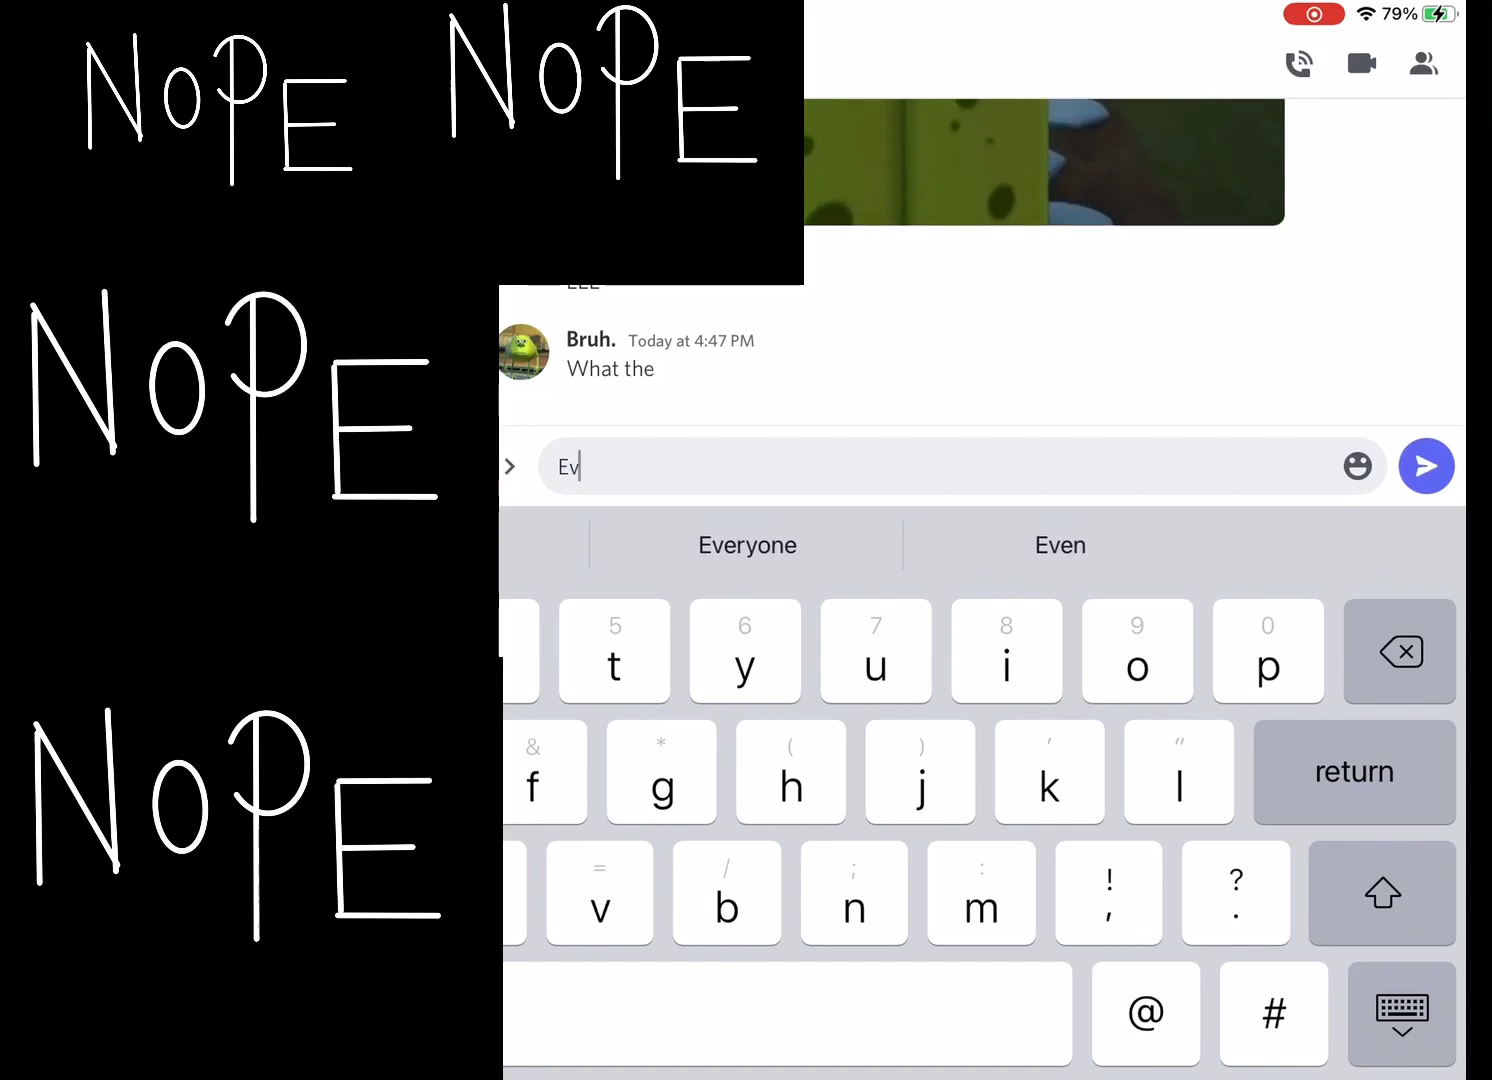 NOPE NOPE
79%
NOPE
Bruh. Today at 4:47 PM
What the
Ev
Everyone Even
5 6 7 8 9 0
t y u i o p
& * ( ) ' "
f g h j k l return
= / ; : ! ?
v b n m , .
NOPE
@ #